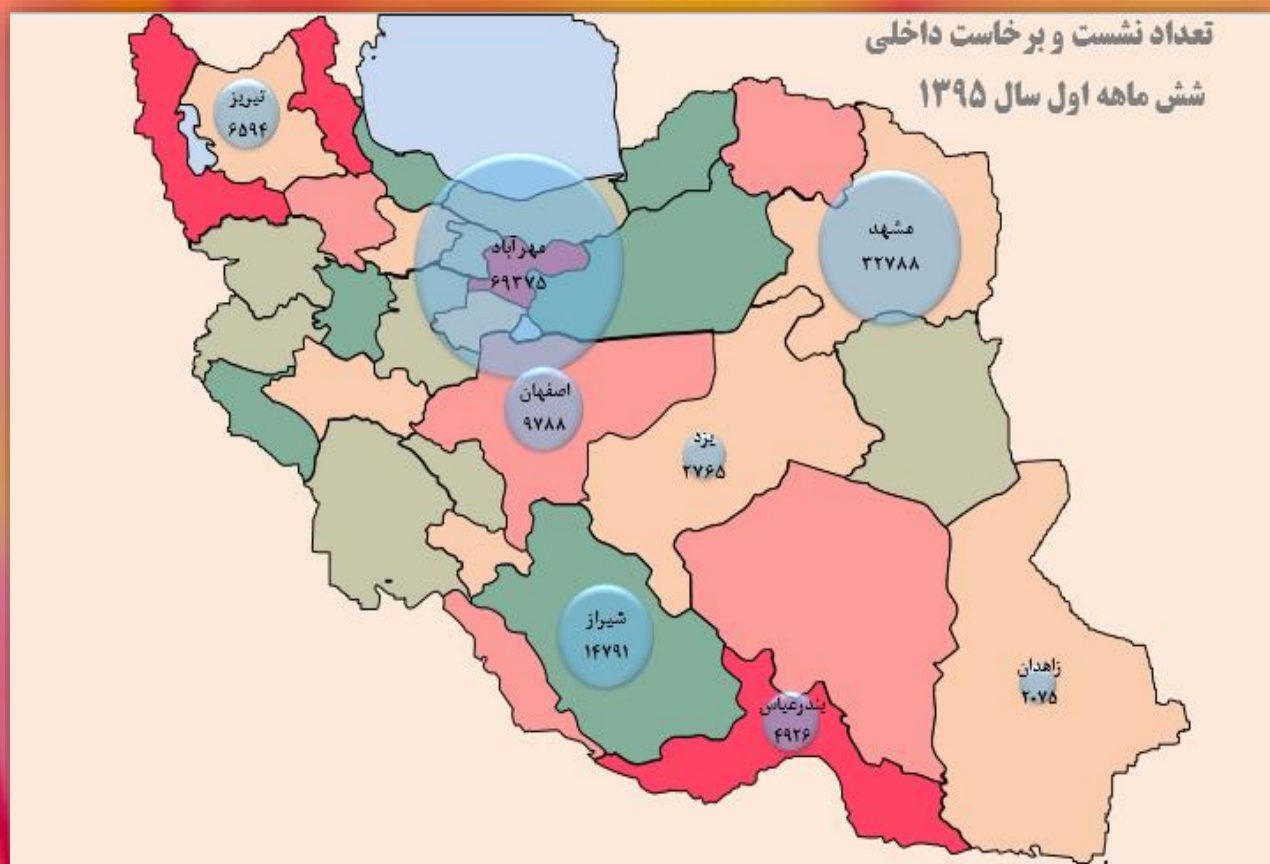 تعداد نشست و برخاست داخلی
شش ماهه اول سال ۱۳۹۵
تبریز
۶۵۹۴
مشهد
۳۲۷۸۸
مهرآباد
۶۹۳۷۵
اصفهان
۹۷۸۸
یزد
۲۷۶۵
شیراز
۱۴۷۹۱
زاهدان
۲۰۷۵
بندرعباس
۴۹۲۶